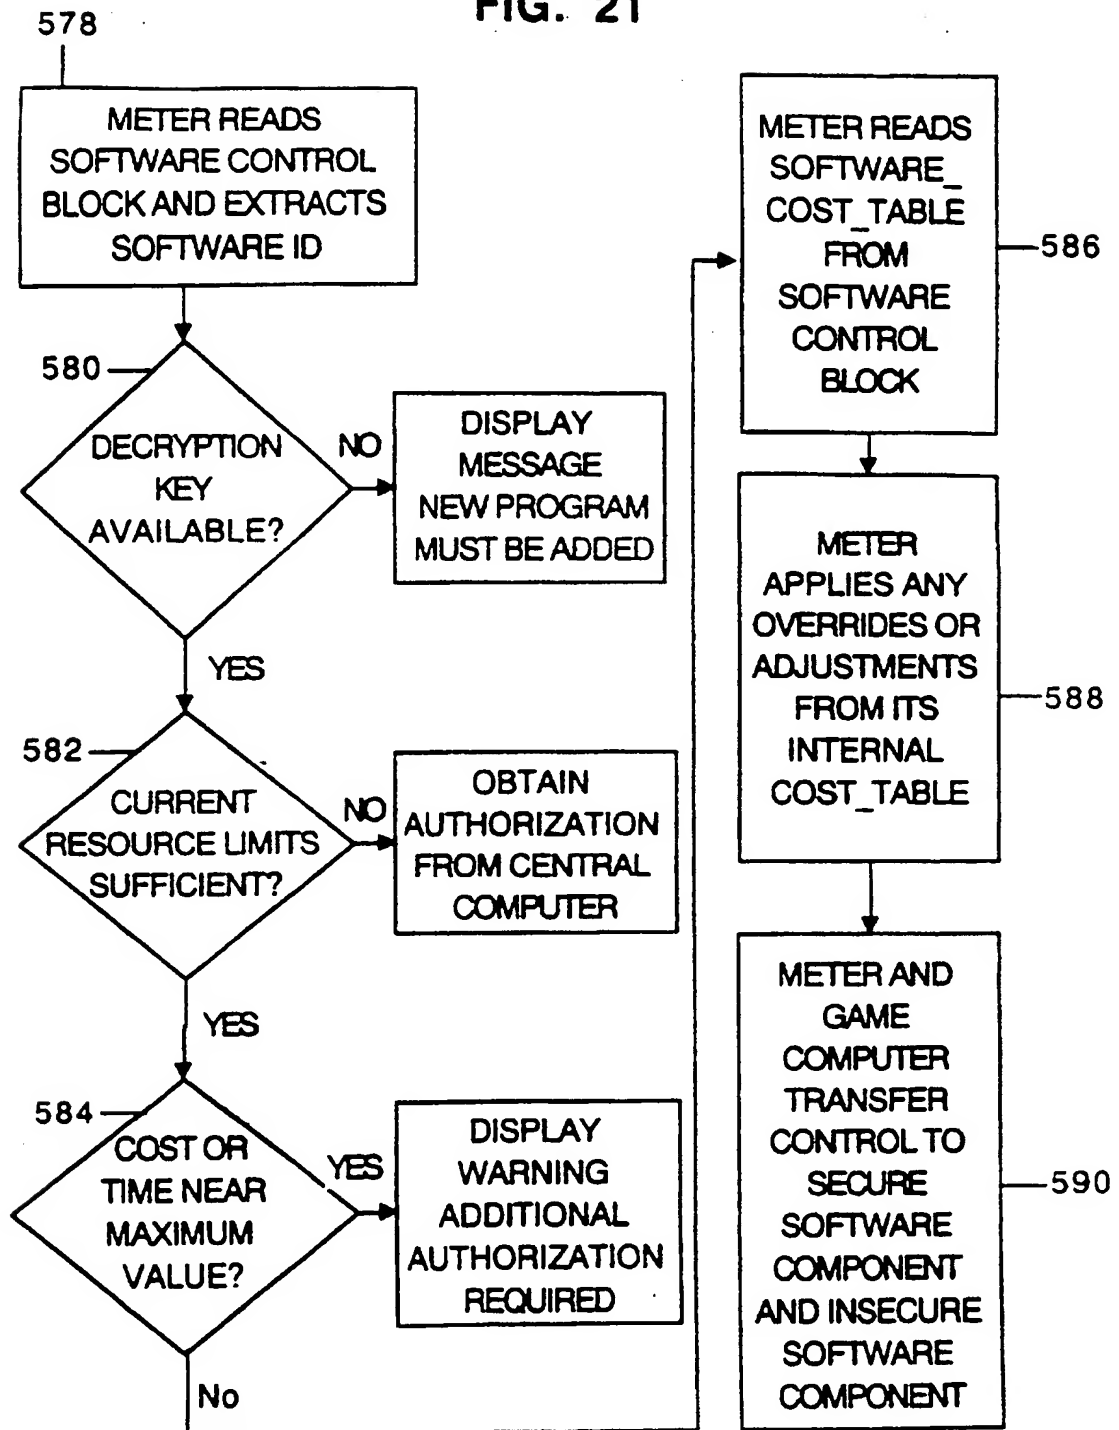 FIG. 21
578
METER READS
SOFTWARE CONTROL
BLOCK AND EXTRACTS
SOFTWARE ID
580
DECRYPTION
KEY
AVAILABLE?
NO
DISPLAY
MESSAGE
NEW PROGRAM
MUST BE ADDED
YES
582
CURRENT
RESOURCE LIMITS
SUFFICIENT?
NO
OBTAIN
AUTHORIZATION
FROM CENTRAL
COMPUTER
YES
584
COST OR
TIME NEAR
MAXIMUM
VALUE?
YES
DISPLAY
WARNING
ADDITIONAL
AUTHORIZATION
REQUIRED
No
METER READS
SOFTWARE_
COST_TABLE
FROM
SOFTWARE
CONTROL
BLOCK
586
METER
APPLIES ANY
OVERRIDES OR
ADJUSTMENTS
FROM ITS
INTERNAL
COST_TABLE
588
METER AND
GAME
COMPUTER
TRANSFER
CONTROL TO
SECURE
SOFTWARE
COMPONENT
AND INSECURE
SOFTWARE
COMPONENT
590